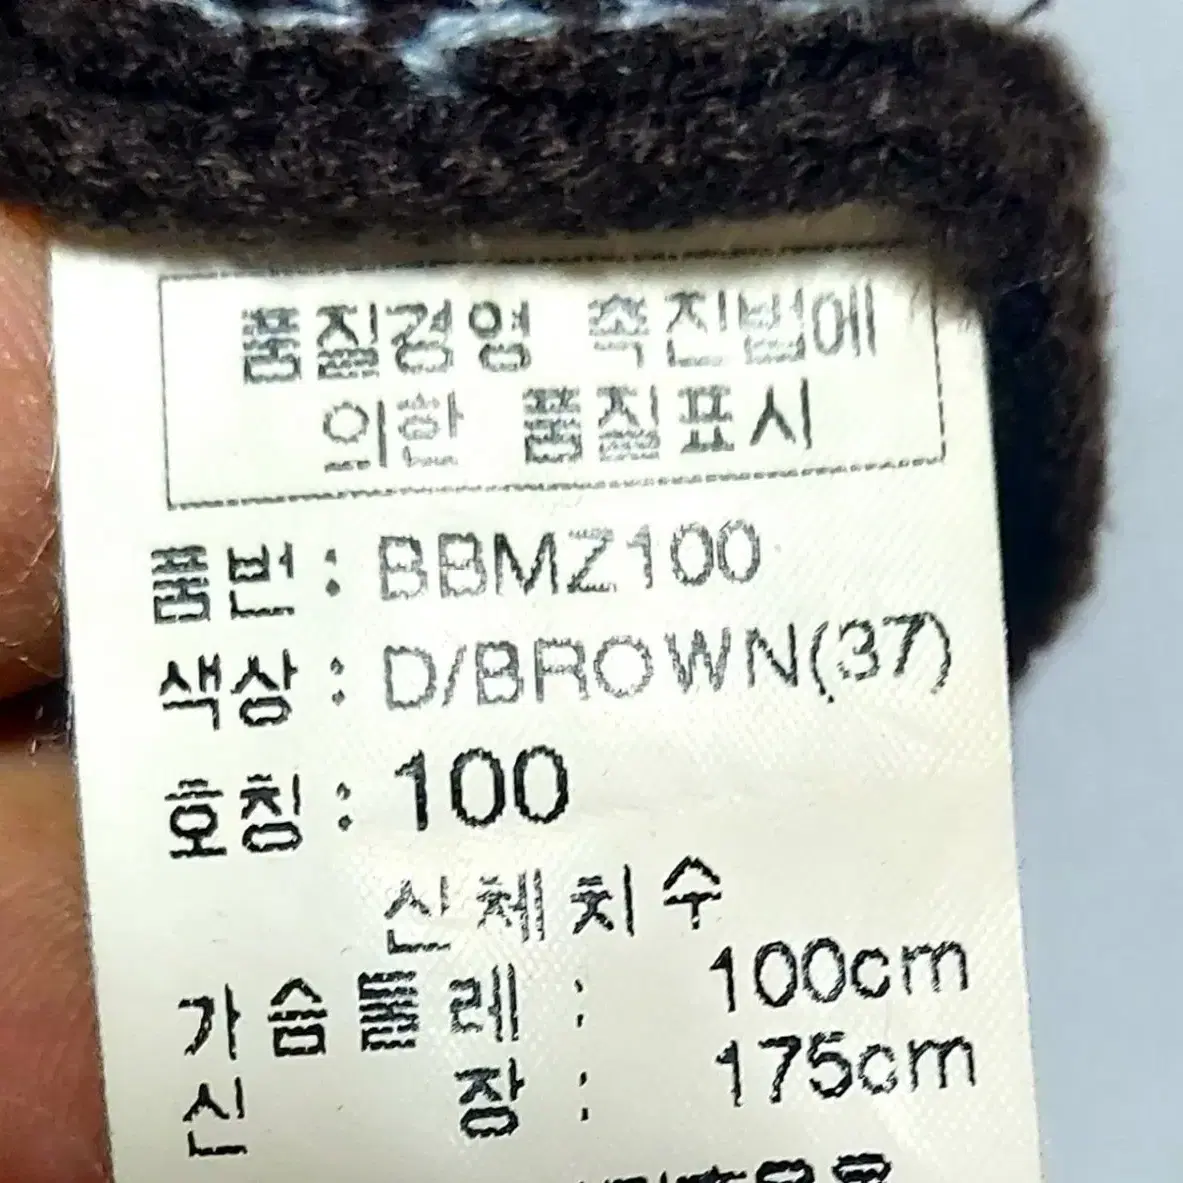 품질경영 촉진법에
의한 품질표시
품번 : BBMZ100
색상 : D/BROWN(37)
호칭 : 100
신체치수
가슴둘레 : 100cm
신 장 : 175cm